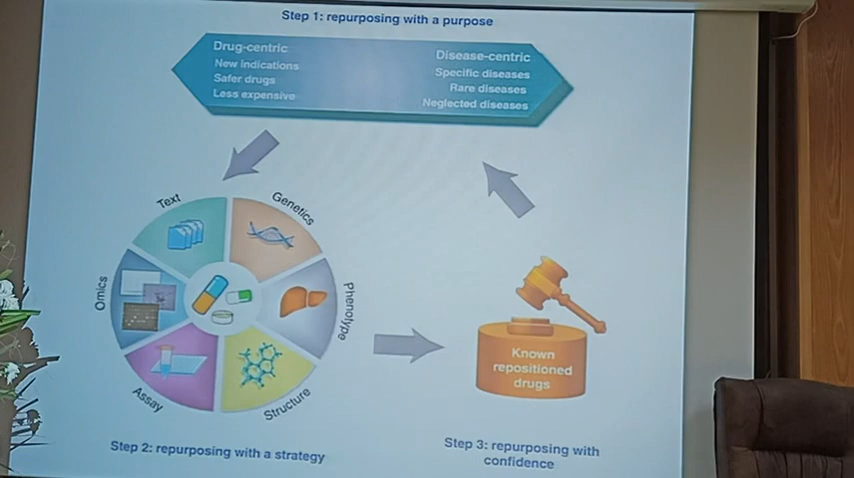 Step 1: repurposing with a purpose
Drug-centric
New indications
Safer drugs
Less expensive
Disease-centric
Specific diseases
Rare diseases
Neglected diseases
Text
Genetics
Omics
Phenotype
Assay
Structure
Known
repositioned
drugs
Step 2: repurposing with a strategy
Step 3: repurposing with
confidence